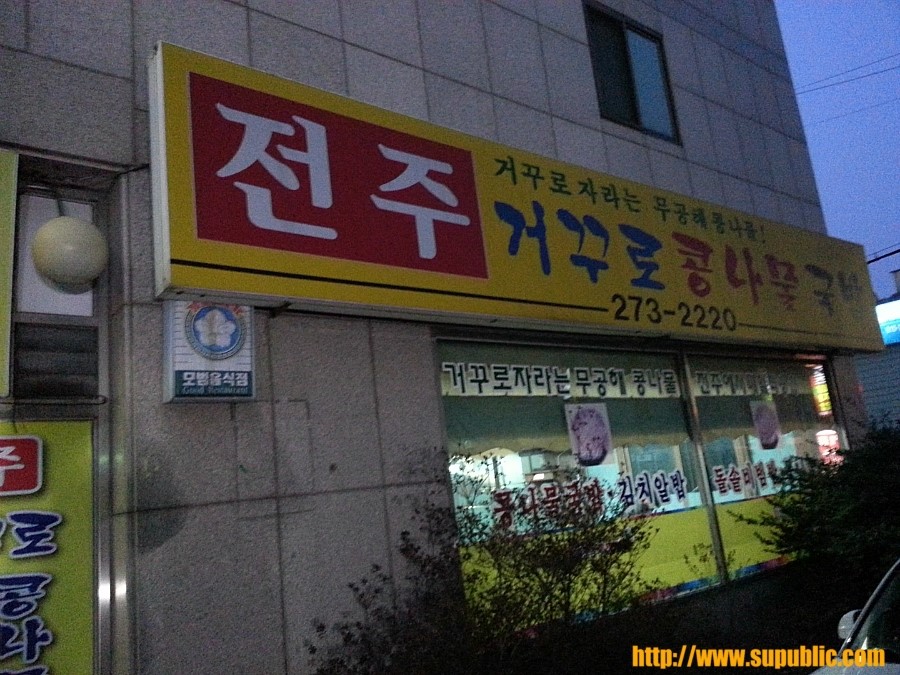 전주
거꾸로 자라는 무공해 콩나물!
거꾸로 콩나물 국밥
273-2220
모범음식점
Good Restaurant
거꾸로자라는무공해 콩나물
콩나물국밥·김치알밥
돌솥비빔밥
주
로
콩
나
http://www.supublic.com